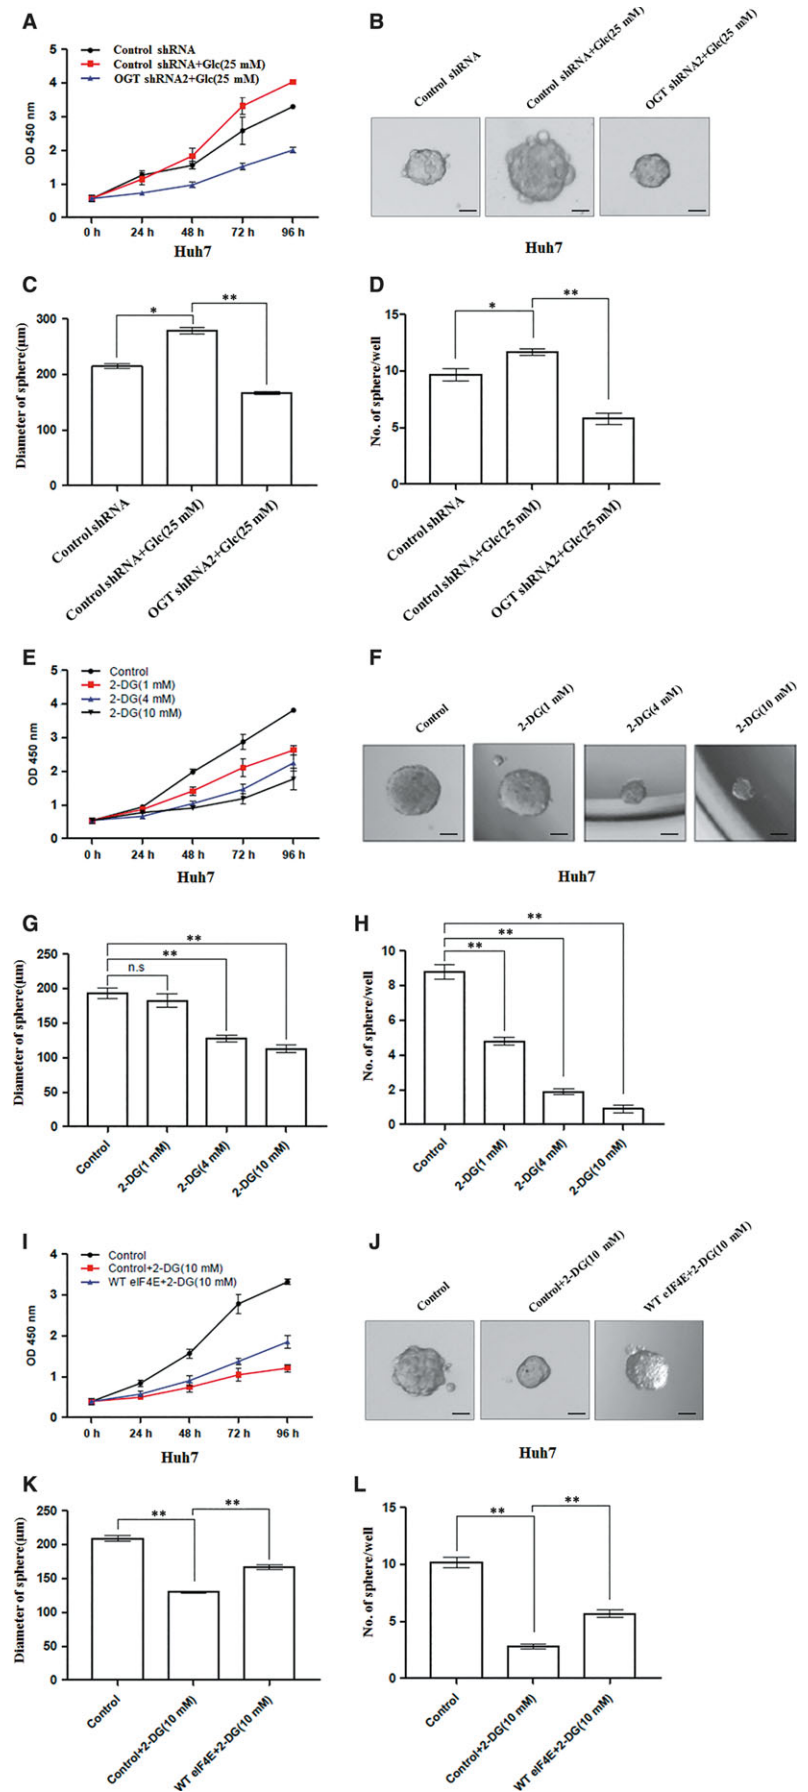 A
Control shRNA
Control shRNA+Glc(25 mM)
OGT shRNA2+Glc(25 mM)
5
4
3
2
1
0
OD 450 nm
0 h 24 h 48 h 72 h 96 h
Huh7
B
Control shRNA
Control shRNA+Glc(25 mM)
OGT shRNA2+Glc(25 mM)
Huh7
C
* **
300
200
100
0
Diameter of sphere(μm)
Control shRNA
Control shRNA+Glc(25 mM)
OGT shRNA2+Glc(25 mM)
D
* **
15
10
5
0
No. of sphere/well
Control shRNA
Control shRNA+Glc(25 mM)
OGT shRNA2+Glc(25 mM)
E
Control
2-DG(1 mM)
2-DG(4 mM)
2-DG(10 mM)
5
4
3
2
1
0
OD 450 nm
0 h 24 h 48 h 72 h 96 h
Huh7
F
Control
2-DG(1 mM)
2-DG(4 mM)
2-DG(10 mM)
Huh7
G
**
**
n.s
250
200
150
100
50
0
Diameter of sphere(μm)
Control
2-DG(1 mM)
2-DG(4 mM)
2-DG(10 mM)
H
**
**
**
10
8
6
4
2
0
No. of sphere/well
Control
2-DG(1 mM)
2-DG(4 mM)
2-DG(10 mM)
I
Control
Control+2-DG(10 mM)
WT eIF4E+2-DG(10 mM)
4
3
2
1
0
OD 450 nm
0 h 24 h 48 h 72 h 96 h
Huh7
J
Control
Control+2-DG(10 mM)
WT eIF4E+2-DG(10 mM)
Huh7
K
** **
250
200
150
100
50
0
Diameter of sphere(μm)
Control
Control+2-DG(10 mM)
WT eIF4E+2-DG(10 mM)
L
** **
15
10
5
0
No. of sphere/well
Control
Control+2-DG(10 mM)
WT eIF4E+2-DG(10 mM)